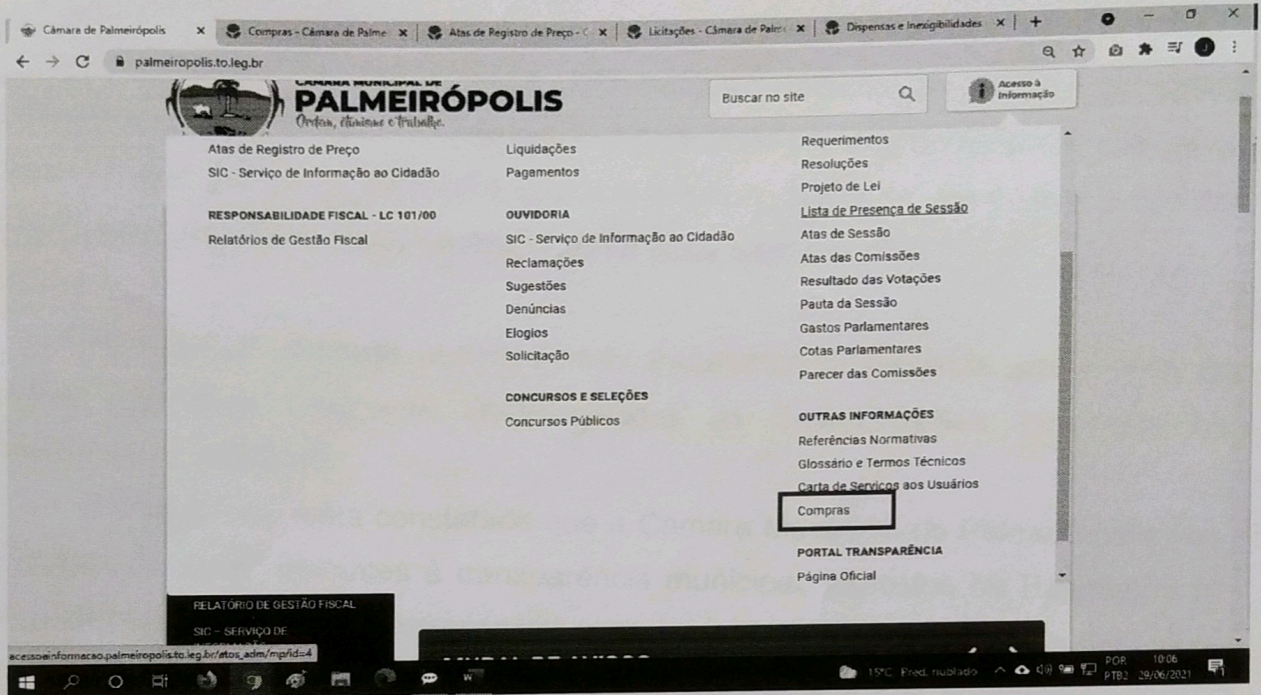 Câmara de Palmeirópolis
Compras - Câmara de Palme
Atas de Registro de Preço - C
Licitações - Câmara de Palme
Dispensas e Inexigibilidades
palmeiropolis.to.leg.br
J
CÂMARA MUNICIPAL DE
PALMEIRÓPOLIS
Ordem, civismo e trabalho.
Buscar no site
Acesso à
Informação
Atas de Registro de Preço
SIC - Serviço de Informação ao Cidadão
RESPONSABILIDADE FISCAL - LC 101/00
Relatórios de Gestão Fiscal
Liquidações
Pagamentos
OUVIDORIA
SIC - Serviço de Informação ao Cidadão
Reclamações
Sugestões
Denúncias
Elogios
Solicitação
CONCURSOS E SELEÇÕES
Concursos Públicos
Requerimentos
Resoluções
Projeto de Lei
Lista de Presença de Sessão
Atas de Sessão
Atas das Comissões
Resultado das Votações
Pauta da Sessão
Gastos Parlamentares
Cotas Parlamentares
Parecer das Comissões
OUTRAS INFORMAÇÕES
Referências Normativas
Glossário e Termos Técnicos
Carta de Serviços aos Usuários
Compras
PORTAL TRANSPARÊNCIA
Página Oficial
RELATÓRIO DE GESTÃO FISCAL
SIC - SERVIÇO DE
acessoainformacao.palmeiropolis.to.leg.br/atos_adm/mp/id=4
15°C Pred. nublado
POR
PTB2
10:06
29/06/2021